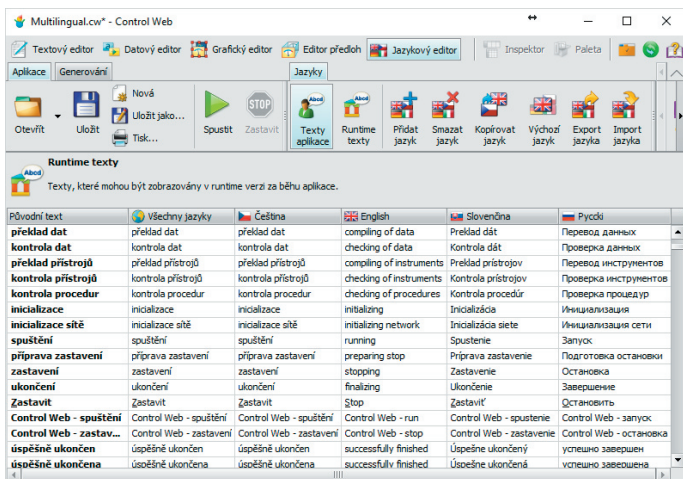 Multilingual.cw* - Control Web
Textový editor Datový editor Grafický editor Editor předloh Jazykový editor Inspektor Paleta
Aplikace Generování Jazyky
Abcd Abcd
Nová
Uložit jako...
Tisk...
STOP
Otevřít Uložit Spustit Zastavit Texty aplikace Runtime texty Přidat jazyk Smazat jazyk Kopírovat jazyk Výchozí jazyk Export jazyka Import jazyka
Runtime texty
Abcd
Texty, které mohou být zobrazovány v runtime verzi za běhu aplikace.
Původní text Všechny jazyky Čeština English Slovenčina Русскi
překlad dat překlad dat překlad dat compiling of data Preklad dát Перевод данных
kontrola dat kontrola dat kontrola dat checking of data Kontrola dát Проверка данных
překlad přístrojů překlad přístrojů překlad přístrojů compiling of instruments Preklad prístrojov Перевод инструментов
kontrola přístrojů kontrola přístrojů kontrola přístrojů checking of instruments Kontrola prístrojov Проверка инструментов
kontrola procedur kontrola procedur kontrola procedur checking of procedures Kontrola procedúr Проверка процедур
inicializace inicializace inicializace initializing Inicializácia Инициализация
inicializace sítě inicializace sítě inicializace sítě initializing network Inicializácia siete Инициализация сети
spuštění spuštění spuštění running Spustenie Запуск
příprava zastavení příprava zastavení příprava zastavení preparing stop Príprava zastavenie Подготовка остановки
zastavení zastavení zastavení stopping Zastavenie Остановка
ukončení ukončení ukončení finalizing Ukončenie Завершение
Zastavit Zastavit Zastavit Stop Zastaviť Остановить
Control Web - spuštění Control Web - spuštění Control Web - spuštění Control Web - run Control Web - spustenie Control Web - запуск
Control Web - zastav... Control Web - zastavení Control Web - zastavení Control Web - stop Control Web - zastavenie Control Web - остановка
úspěšně ukončen úspěšně ukončen úspěšně ukončen successfully finished Úspešne ukončený успешно завершен
úspěšně ukončena úspěšně ukončena úspěšně ukončena successfully finished Úspešne ukončená успешно завершена